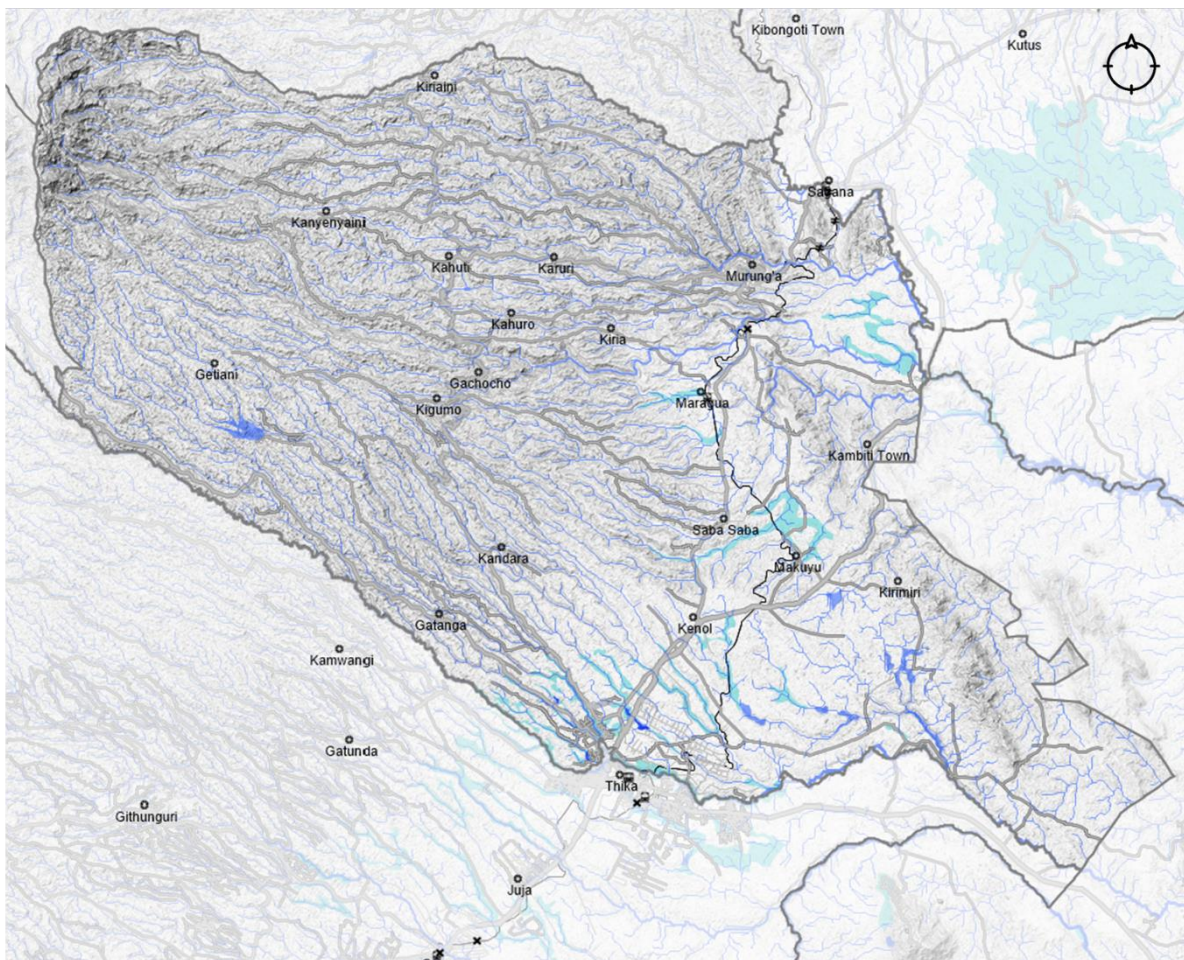 Kibongoti Town
Kutus
Kiriaini
Sagana
Kanyenyaini
Kahuti
Karuri
Murung'a
Kahuro
Kiria
Getiani
Gachocho
Kigumo
Maragua
Kambiti Town
Saba Saba
Kandara
Makuyu
Kirimiri
Gatanga
Kenol
Kamwangi
Gatunda
Thika
Githunguri
Juja